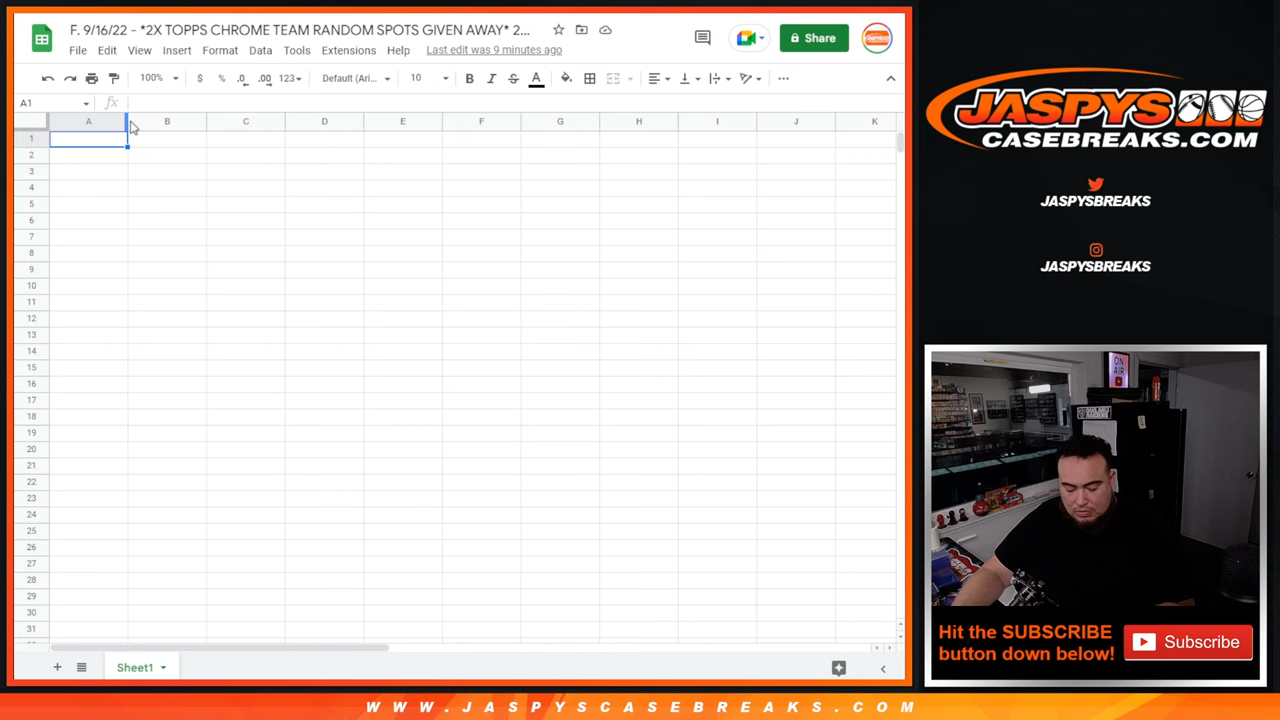 F. 9/16/22 - *2X TOPPS CHROME TEAM RANDOM SPOTS GIVEN AWAY* 2...
File Edit View Format Data Tools Extensions Help Last edit was 9 minutes ago
Share
100% $ % .0 .00 123 Default (Ari... 10 B I S A
A1 fx
A B C D E F G H I J K
1
2
3
4
5
6
7
8
9
10
11
12
13
14
15
16
17
18
19
20
21
22
23
24
25
26
27
28
29
30
31
Sheet1
JASPYS
CASEBREAKS.COM
JASPYSBREAKS
JASPYSBREAKS
ON
AIR
Hit the SUBSCRIBE
button down below!
Subscribe
WWW.JASPYSCASEBREAKS.COM